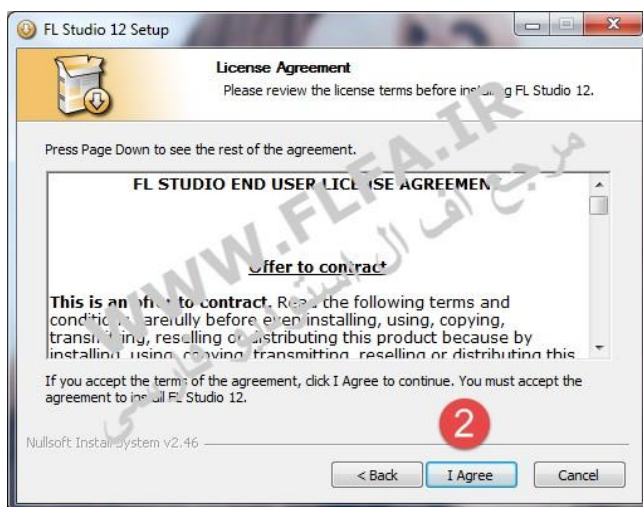 FL Studio 12 Setup
License Agreement
Please review the license terms before installing FL Studio 12.
Press Page Down to see the rest of the agreement.
FL STUDIO END USER LICENSE AGREEMENT
Offer to contract
This is an offer to contract. Read the following terms and
conditions carefully before even installing, using, copying,
transmitting, reselling or distributing this product because by
installing, using, copying, transmitting, reselling or distributing this
If you accept the terms of the agreement, click I Agree to continue. You must accept the
agreement to install FL Studio 12.
2
Nullsoft Install System v2.46
< Back
I Agree
Cancel
WWW.FLFA.IR
مرجع اف ال استودیو فارسی